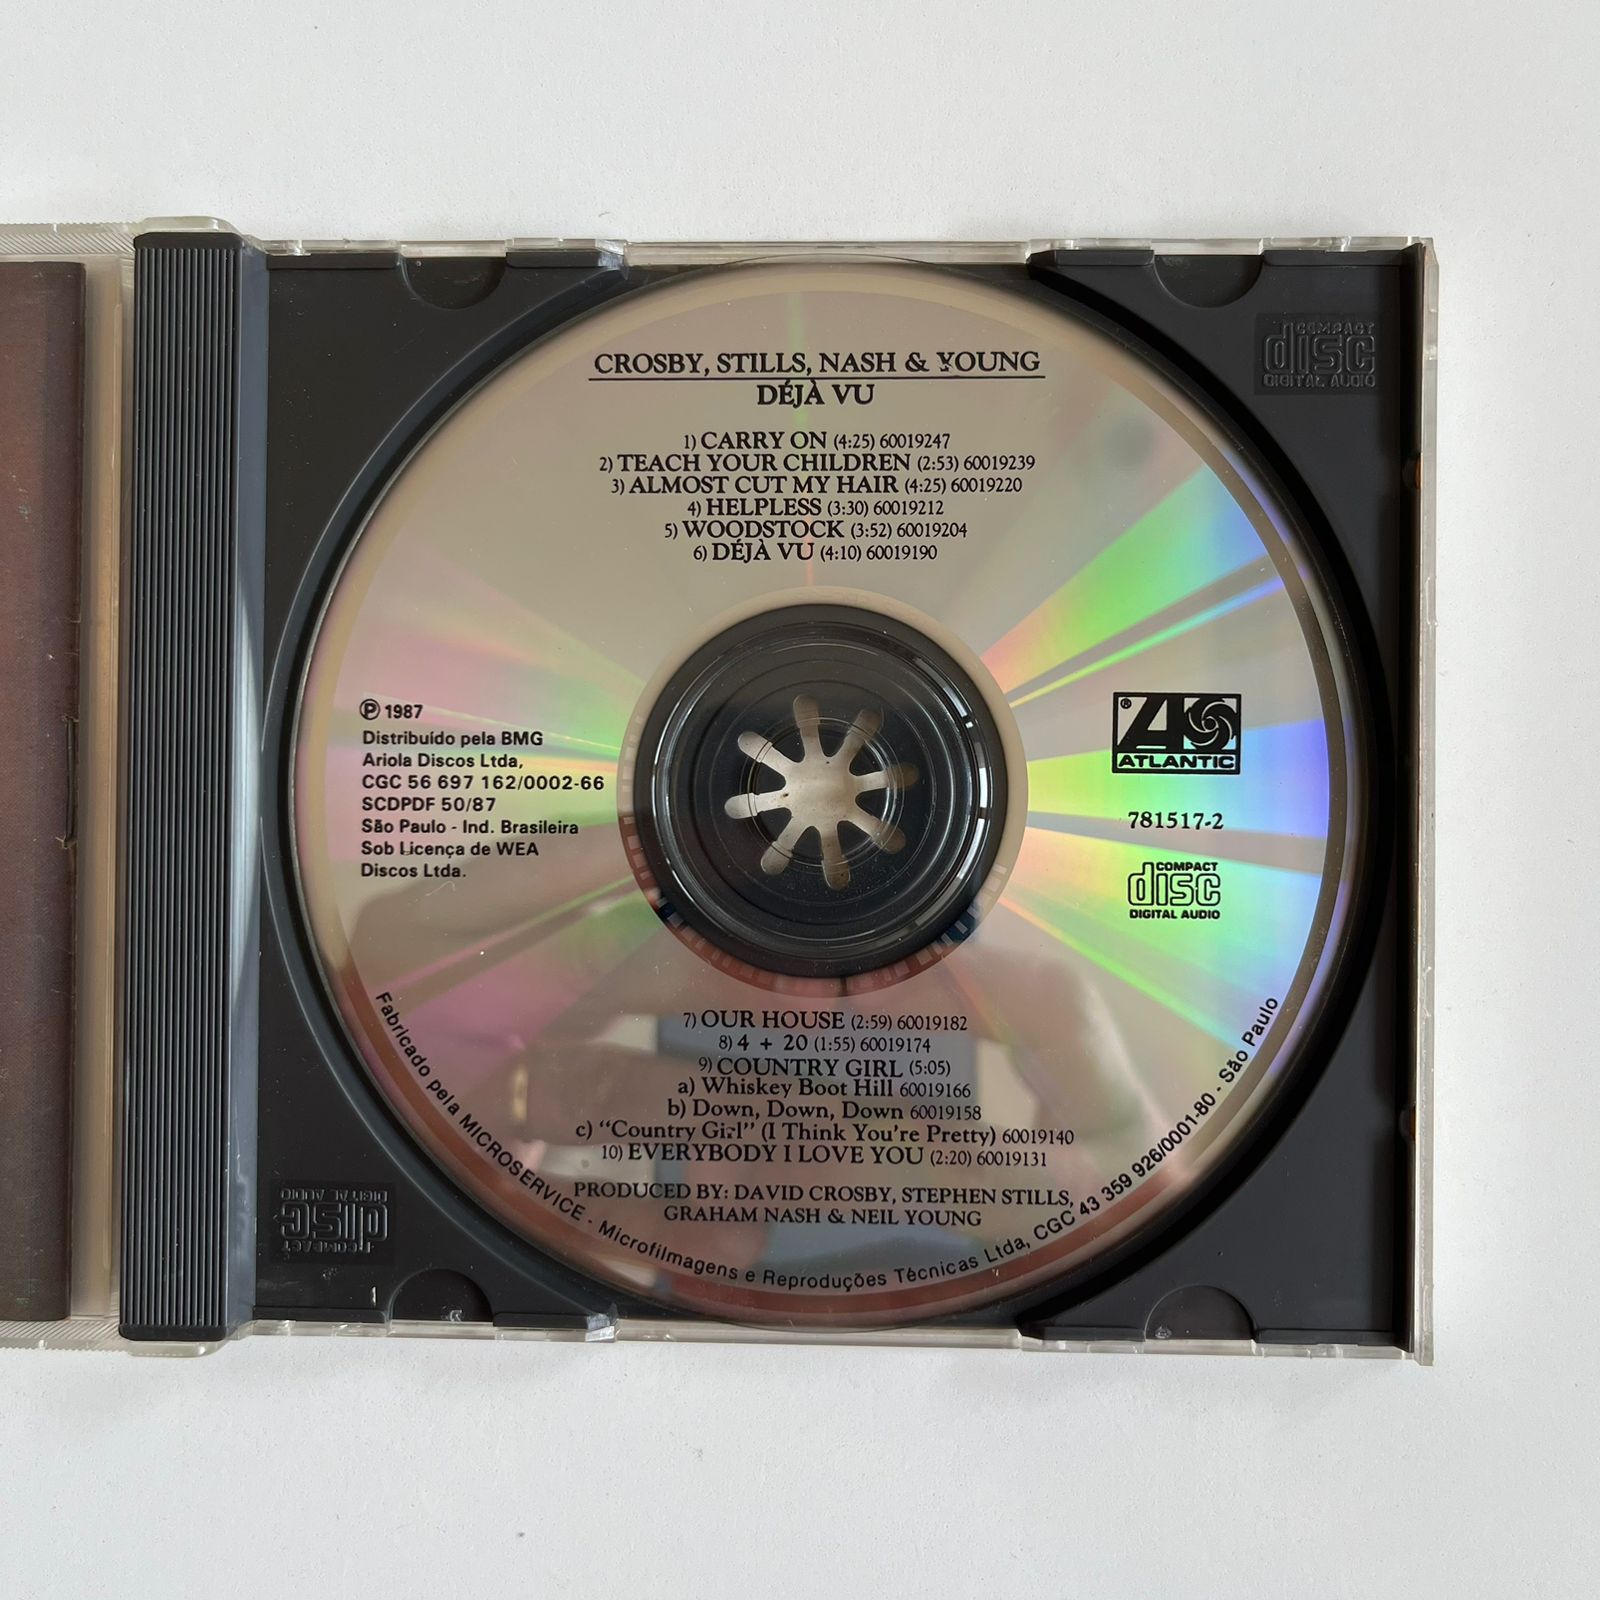 CROSBY, STILLS, NASH & YOUNG
DÉJÀ VU
1) CARRY ON (4:25) 60019247
2) TEACH YOUR CHILDREN (2:53) 60019239
3) ALMOST CUT MY HAIR (4:25) 60019220
4) HELPLESS (3:30) 60019212
5) WOODSTOCK (3:52) 60019204
6) DÉJÀ VU (4:10) 60019190
℗ 1987
Distribuído pela BMG
Ariola Discos Ltda,
CGC 56 697 162/0002-66
SCDPDF 50/87
São Paulo - Ind. Brasileira
Sob Licença de WEA
Discos Ltda.
® A
ATLANTIC
781517-2
COMPACT
disc
DIGITAL AUDIO
7) OUR HOUSE (2:59) 60019182
8) 4 + 20 (1:55) 60019174
9) COUNTRY GIRL (5:05)
a) Whiskey Boot Hill 60019166
b) Down, Down, Down 60019158
c) “Country Girl” (I Think You're Pretty) 60019140
10) EVERYBODY I LOVE YOU (2:20) 60019131
PRODUCED BY: DAVID CROSBY, STEPHEN STILLS,
GRAHAM NASH & NEIL YOUNG
Fabricado pela MICROSERVICE - Microfilmagens e Reproduções Técnicas Ltda, CGC 43 359 926/0001-80 - São Paulo
COMPACT
disc
DIGITAL AUDIO
COMPACT
disc
DIGITAL AUDIO